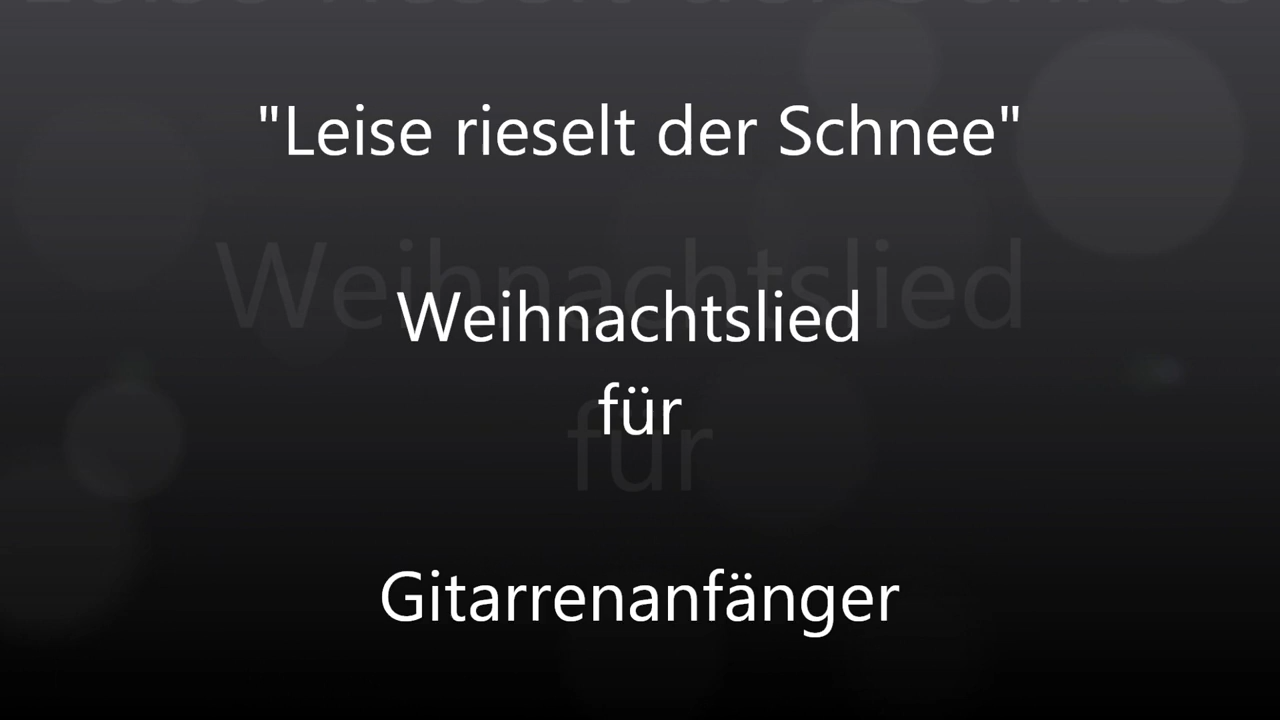 "Leise rieselt der Schnee"
Weihnachtslied
für
Gitarrenanfänger